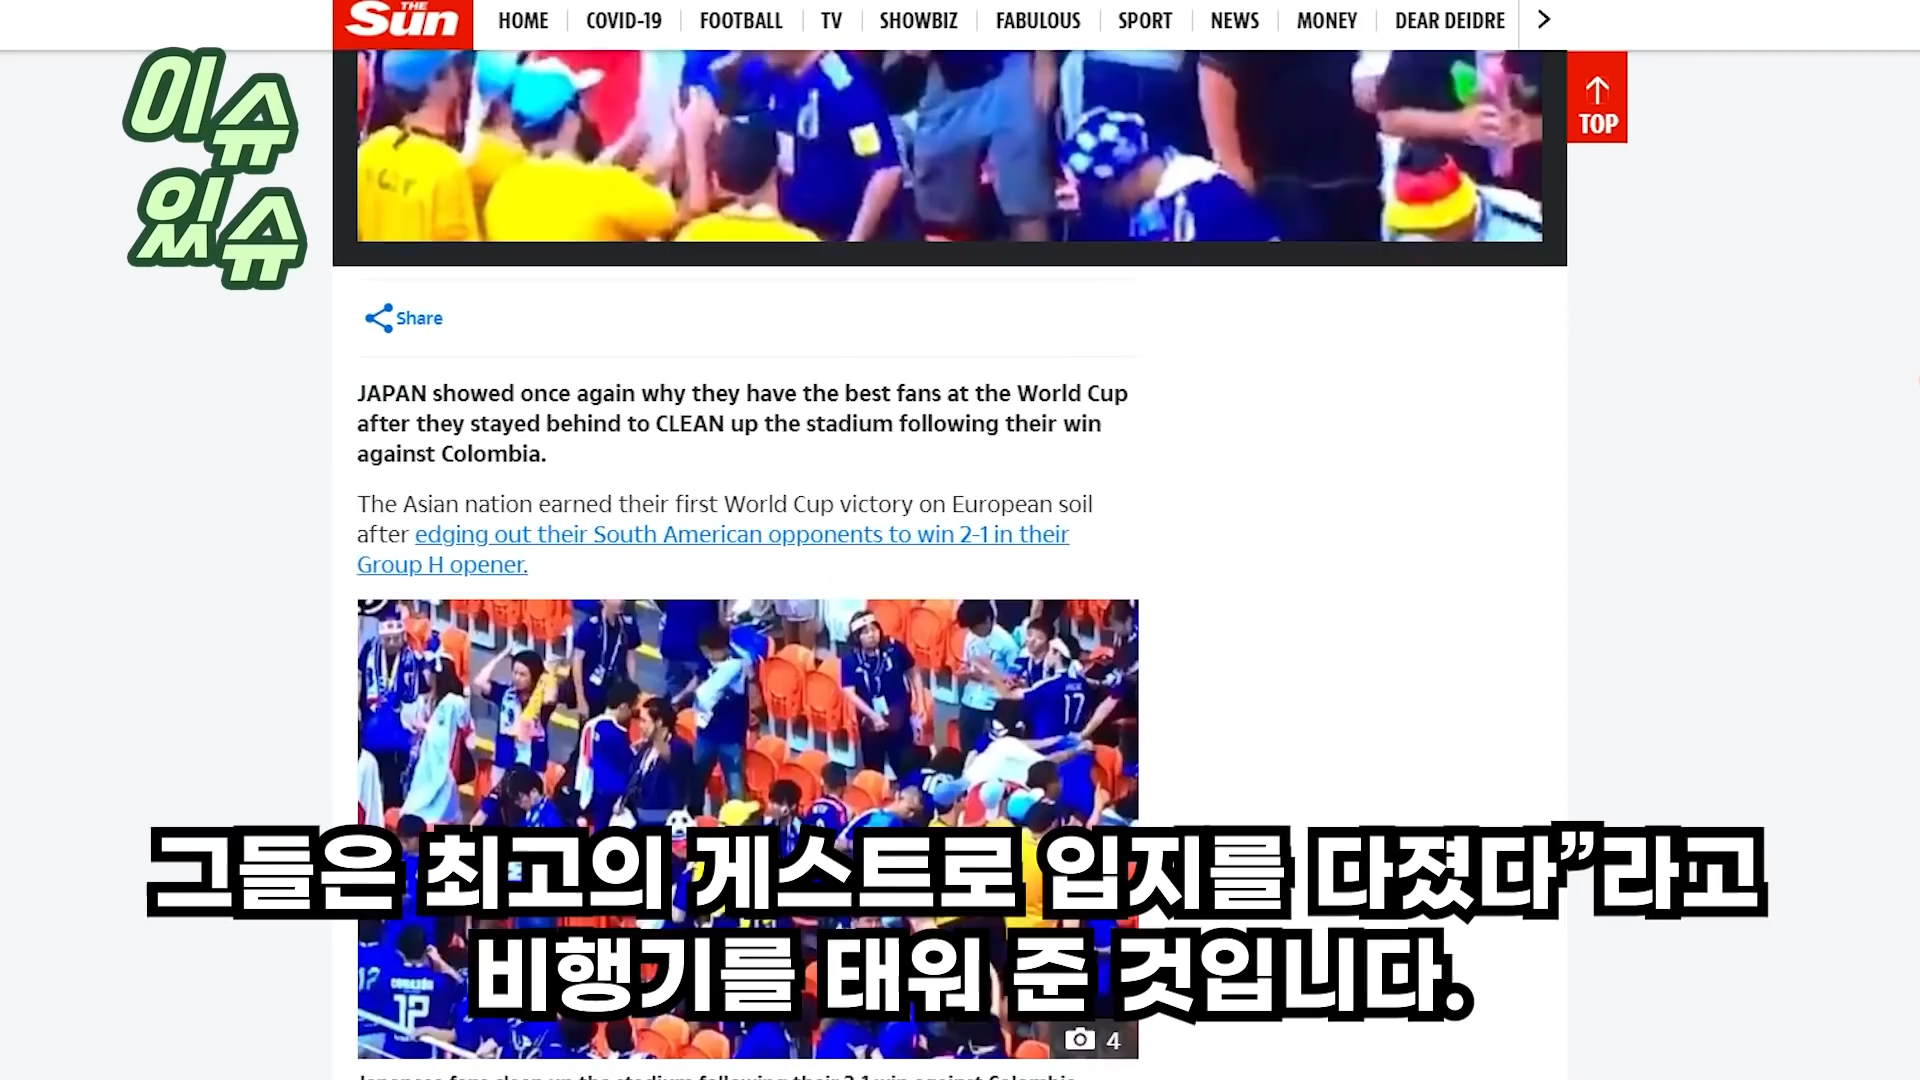 THE Sun
HOME COVID-19 FOOTBALL TV SHOWBIZ FABULOUS SPORT NEWS MONEY DEAR DEIDRE
이슈
있슈
TOP
Share
JAPAN showed once again why they have the best fans at the World Cup
after they stayed behind to CLEAN up the stadium following their win
against Colombia.
The Asian nation earned their first World Cup victory on European soil
after edging out their South American opponents to win 2-1 in their
Group H opener.
17
그들은 최고의 게스트로 입지를 다졌다”라고
비행기를 태워 준 것입니다.
12
4